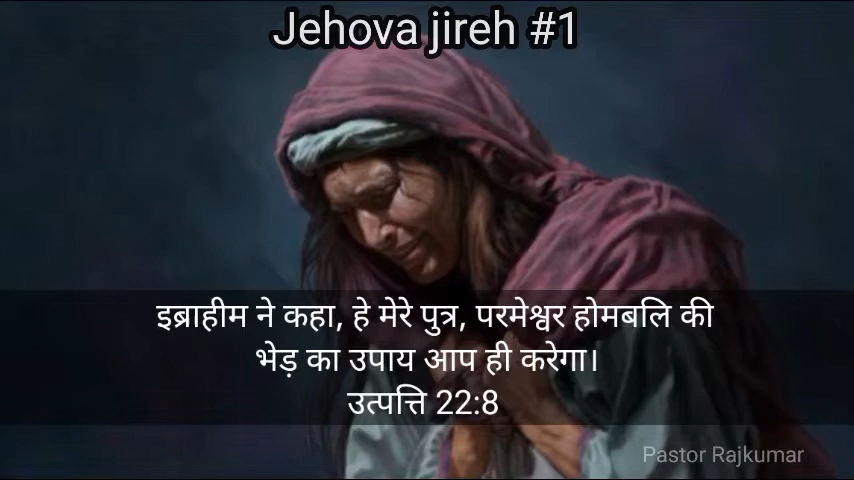 Jehova jireh #1
इब्राहीम ने कहा, हे मेरे पुत्र, परमेश्वर होमबलि की
भेड़ का उपाय आप ही करेगा।
उत्पत्ति 22:8
Pastor Rajkumar